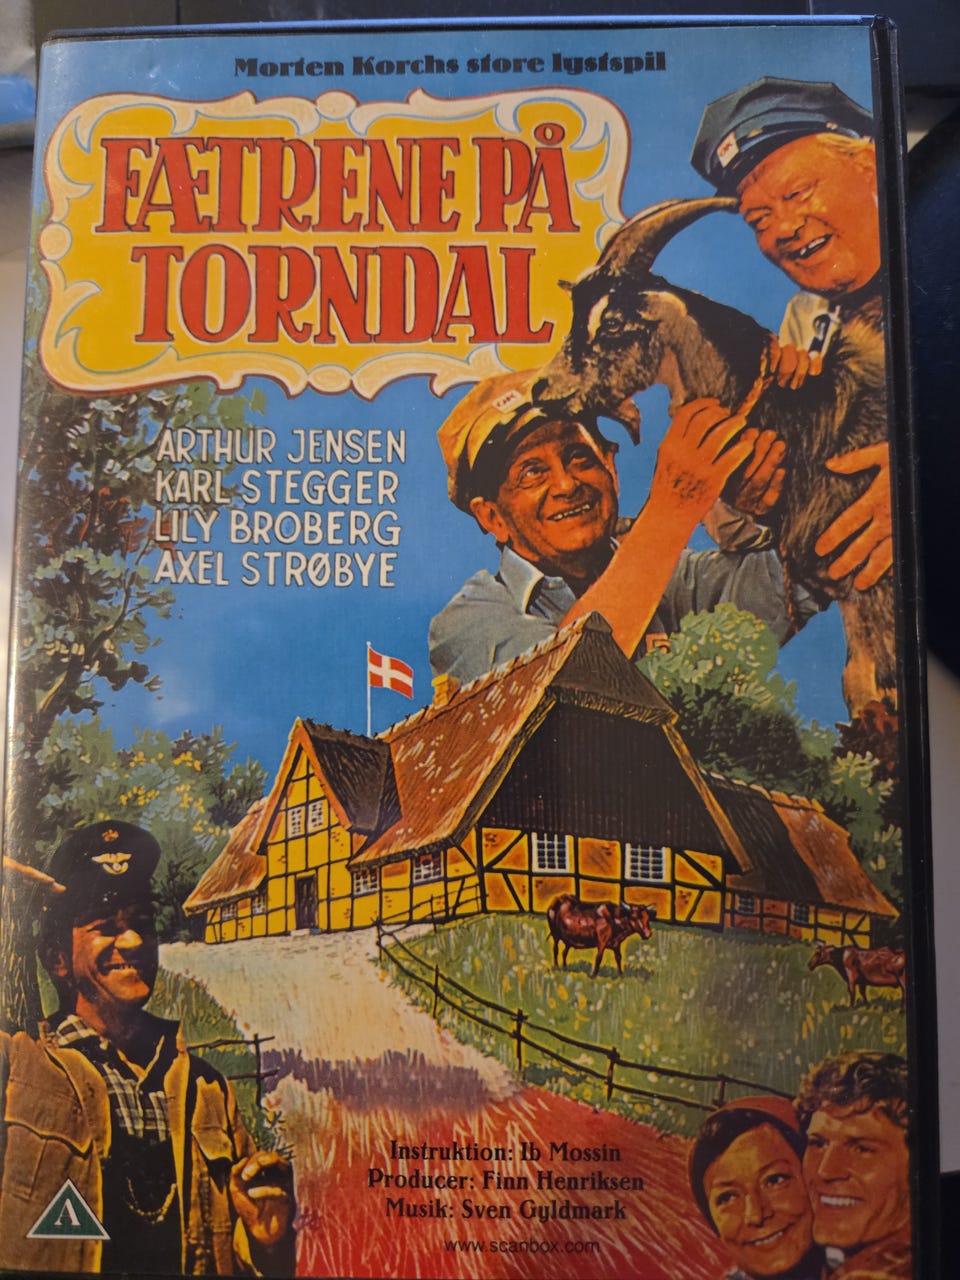 Morten Korchs store lystspil
FÆTRENE PÅ
TORNDAL
ARTHUR JENSEN
KARL STEGGER
LILY BROBERG
AXEL STRØBYE
Instruktion: Ib Mossin
Producer: Finn Henriksen
Musik: Sven Gyldmark
A
www.scanbox.com